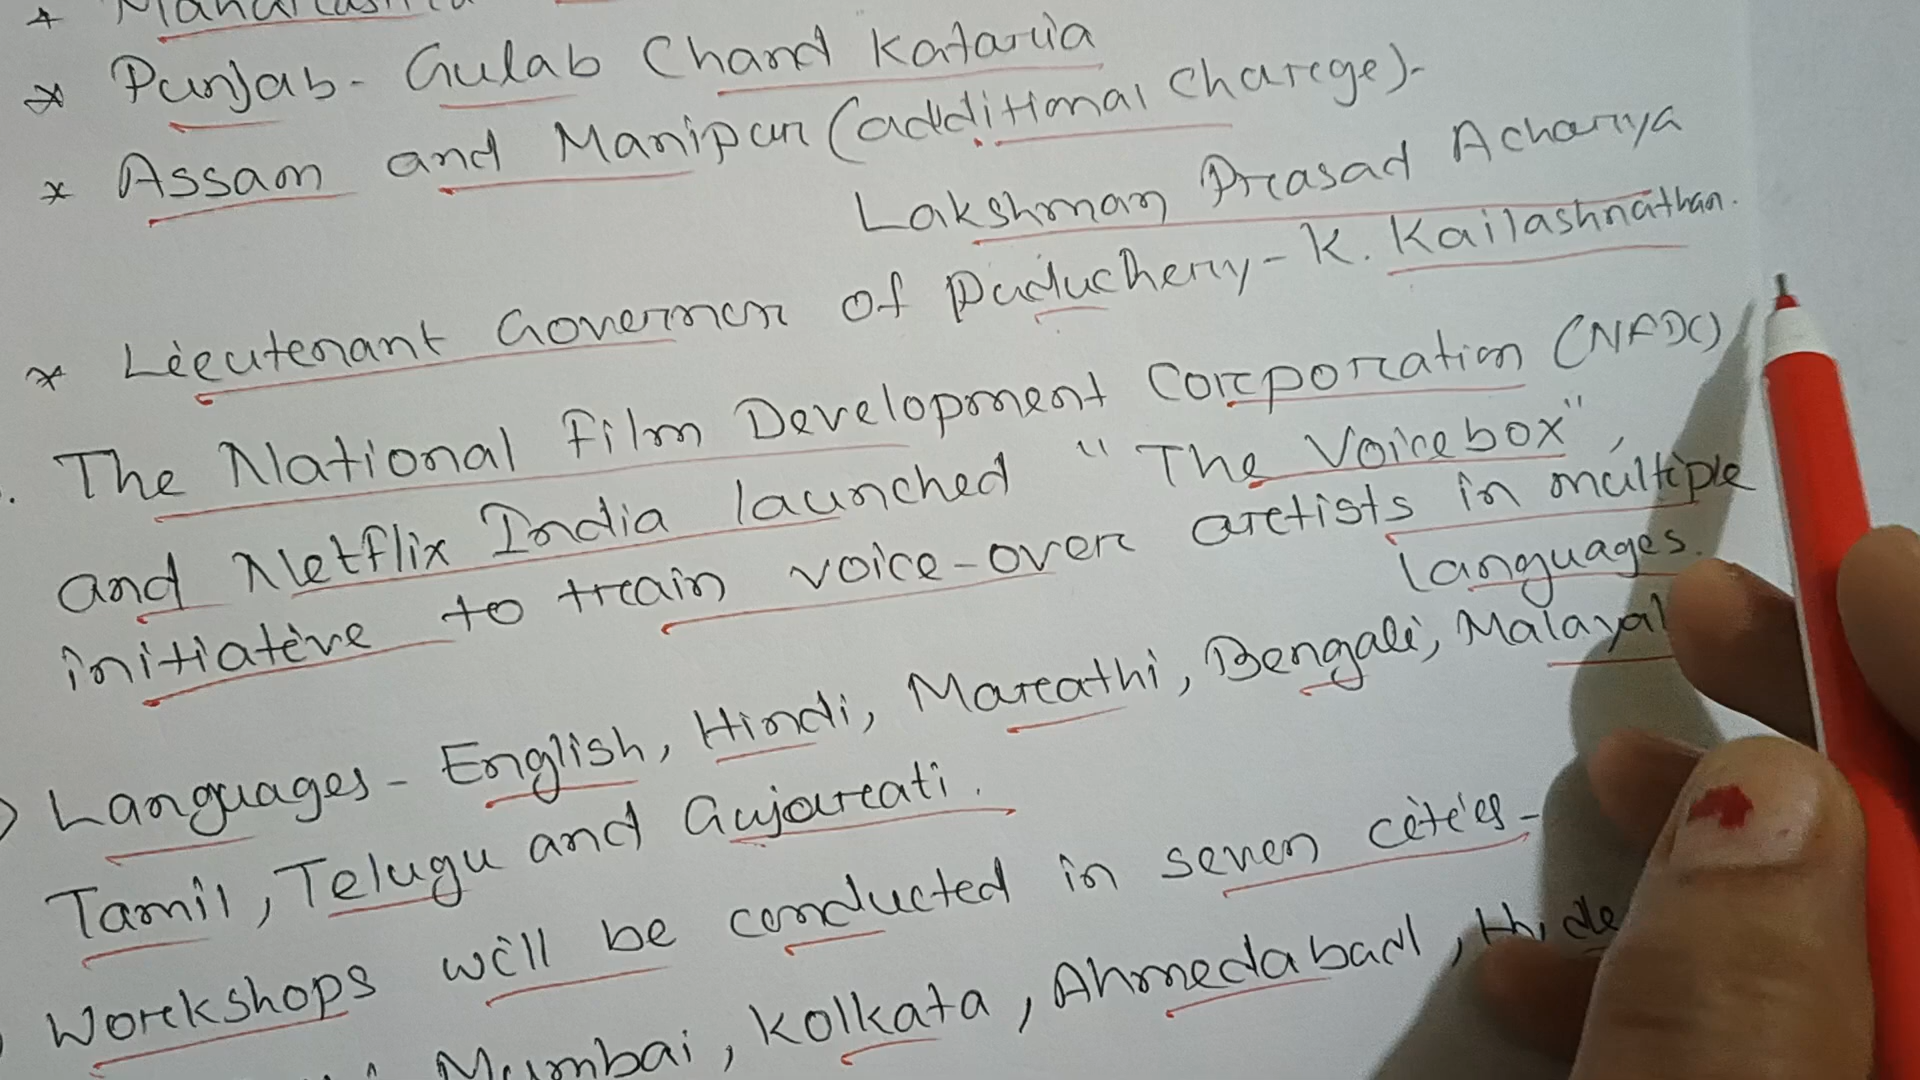 * Maharashtra
* Punjab - Gulab Chand Kataria
* Assam and Manipur (additional charge) -
Lakshman Prasad Acharya
* Lieutenant Governor of Puducherry - K. Kailashnathan.
. The National Film Development Corporation (NFDC)
and Netflix India launched "The Voicebox",
initiative to train voice-over artists in multiple
languages.
Languages - English, Hindi, Marathi, Bengali, Malayal
Tamil, Telugu and Gujarati.
Workshops will be conducted in seven cities -
Mumbai, Kolkata, Ahmedabad,